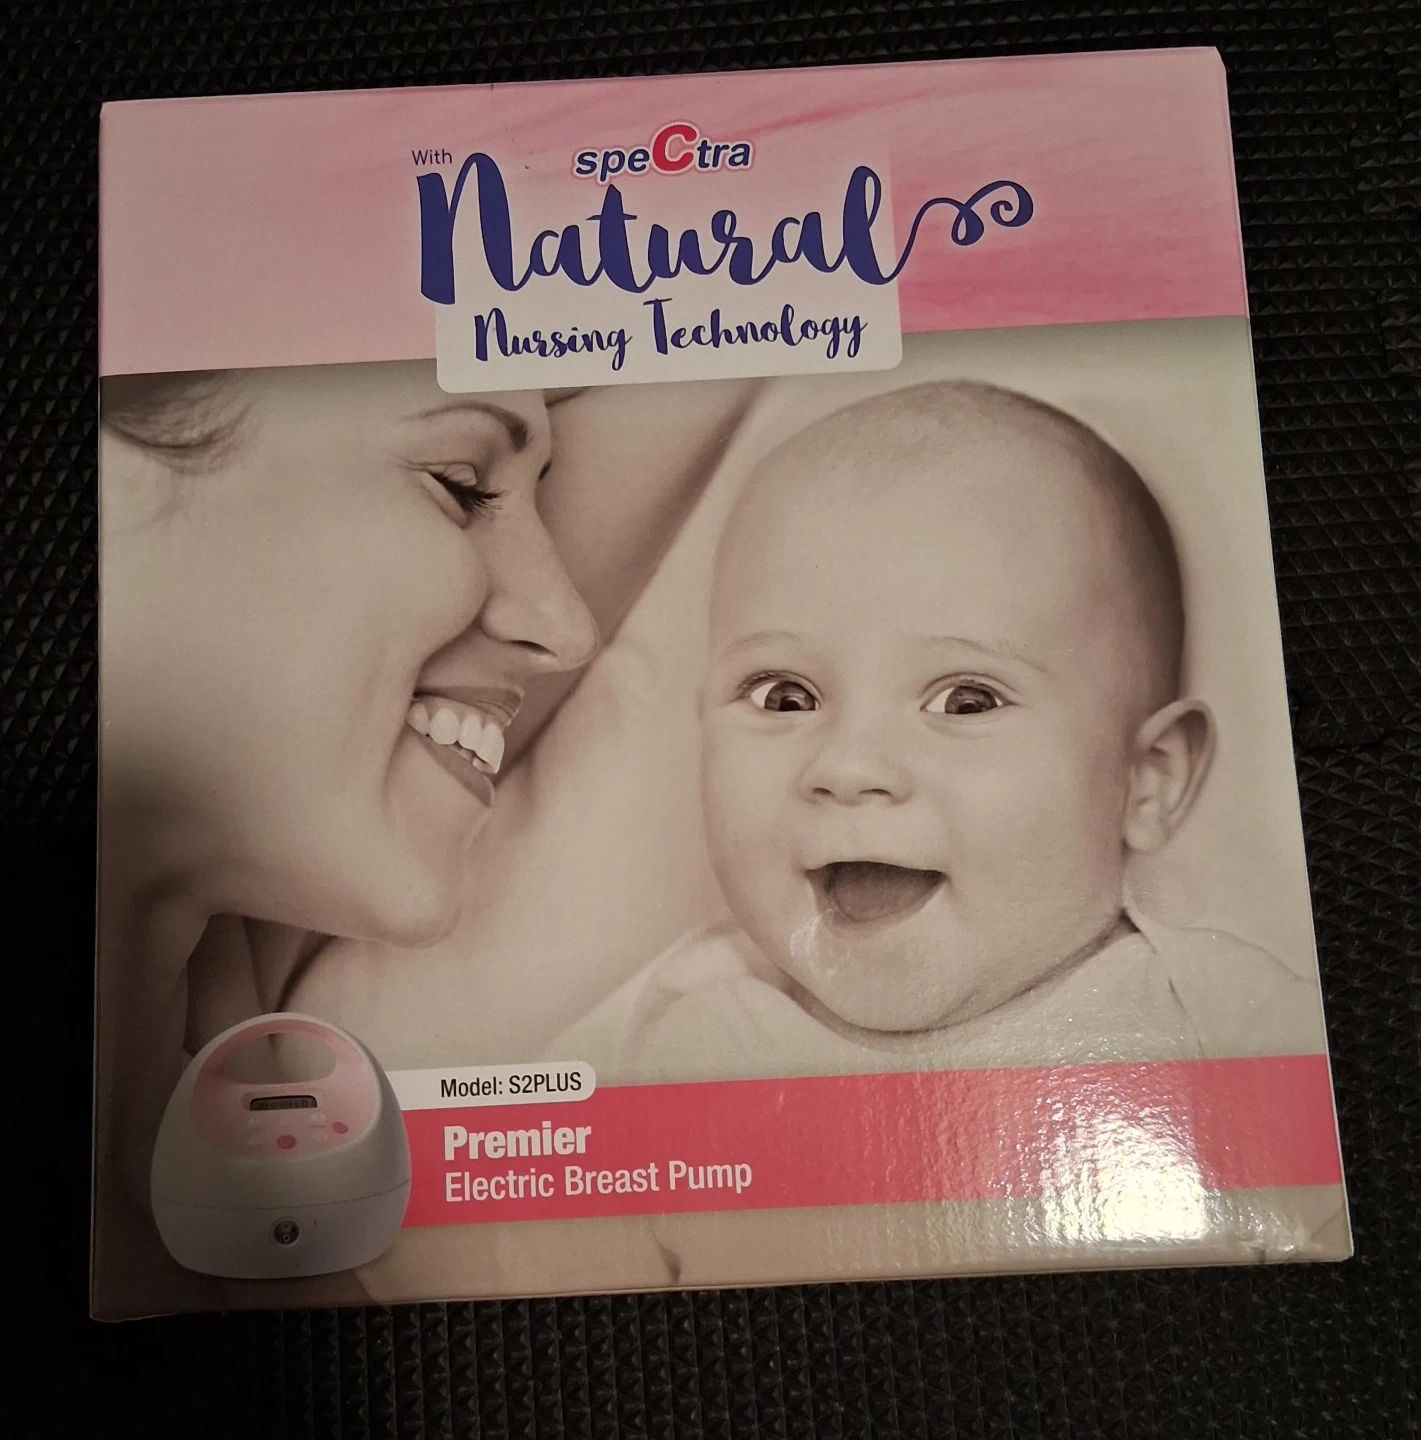 speCtra
With
Natural
Nursing Technology
Model: S2PLUS
Premier
Electric Breast Pump